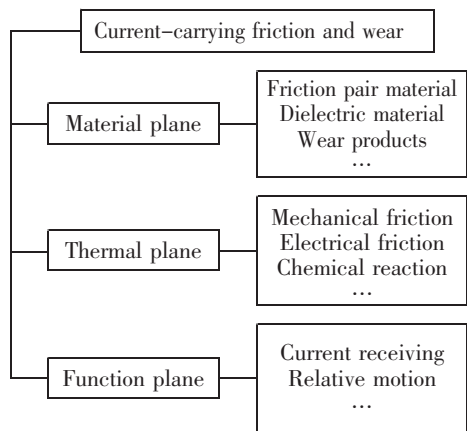 Current-carrying friction and wear
Material plane
Friction pair material
Dielectric material
Wear products
...
Thermal plane
Mechanical friction
Electrical friction
Chemical reaction
...
Function plane
Current receiving
Relative motion
...